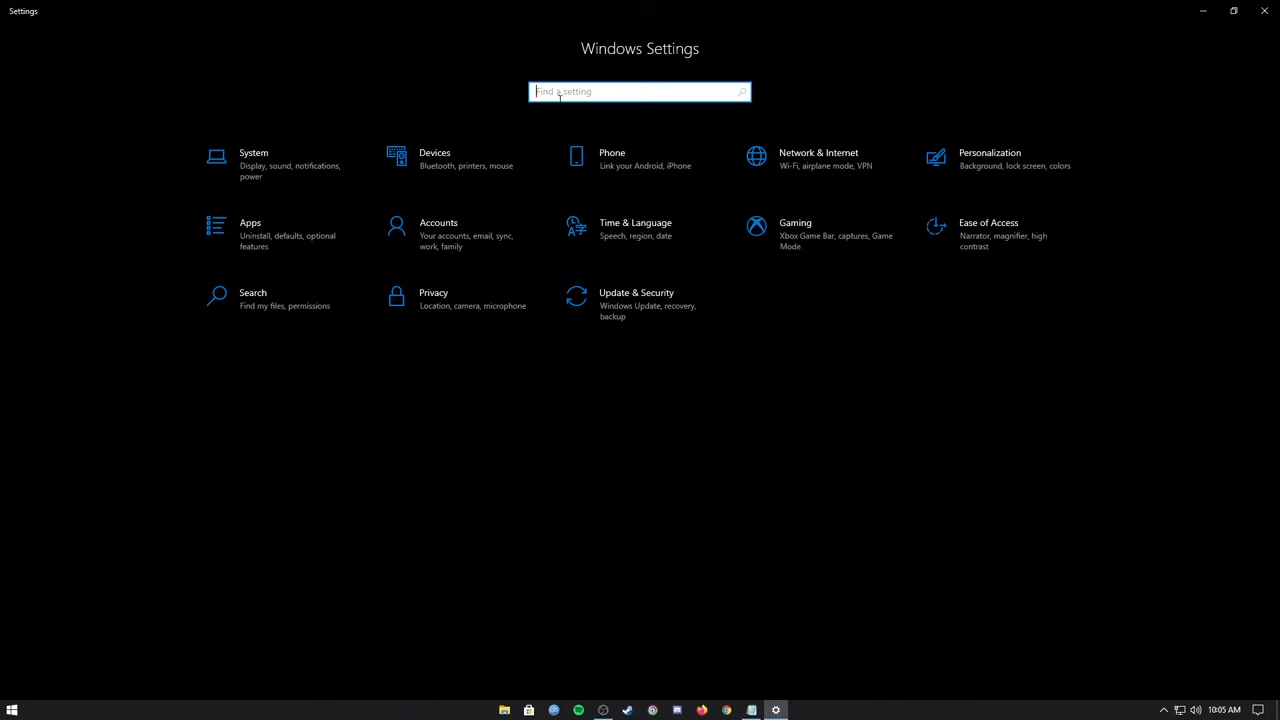 Settings
Windows Settings
Find a setting
System
Display, sound, notifications,
power
Devices
Bluetooth, printers, mouse
Phone
Link your Android, iPhone
Network & Internet
Wi-Fi, airplane mode, VPN
Personalization
Background, lock screen, colors
Apps
Uninstall, defaults, optional
features
Accounts
Your accounts, email, sync,
work, family
Time & Language
Speech, region, date
Gaming
Xbox Game Bar, captures, Game
Mode
Ease of Access
Narrator, magnifier, high
contrast
Search
Find my files, permissions
Privacy
Location, camera, microphone
Update & Security
Windows Update, recovery,
backup
10:05 AM